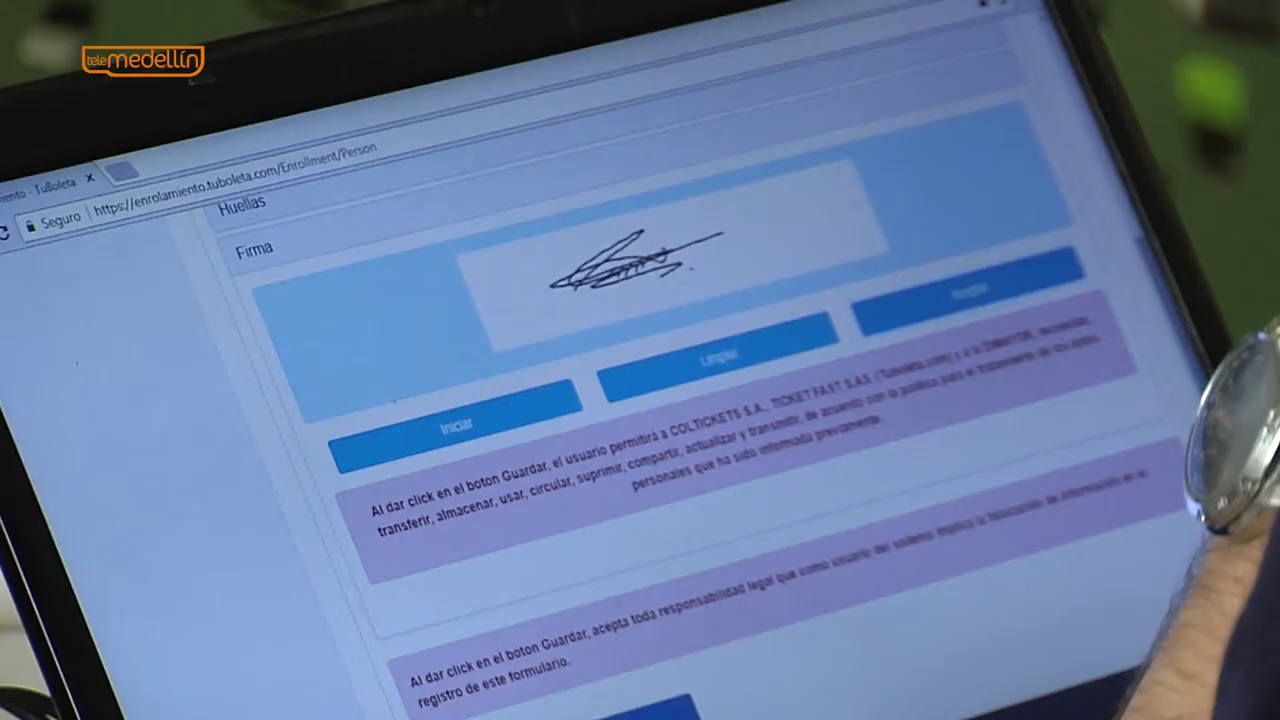 telemedellín
miento - TuBoleta
Seguro https://enrolamiento.tuboleta.com/Enrollment/Person
Huellas
Firma
Iniciar
Limpiar
Aceptar
Al dar click en el boton Guardar, el usuario permitirá a COLTICKETS S.A., TICKET FAST S.A.S. (Tuboleta.com) y a la DIMAYOR, recolectar,
transferir, almacenar, usar, circular, suprimir, compartir, actualizar y transmitir, de acuerdo con la política para el tratamiento de los datos
personales que ha sido informada previamente.
Al dar click en el boton Guardar, acepta toda responsabilidad legal que como usuario del sistema implica la falsificación de información en el
registro de este formulario.